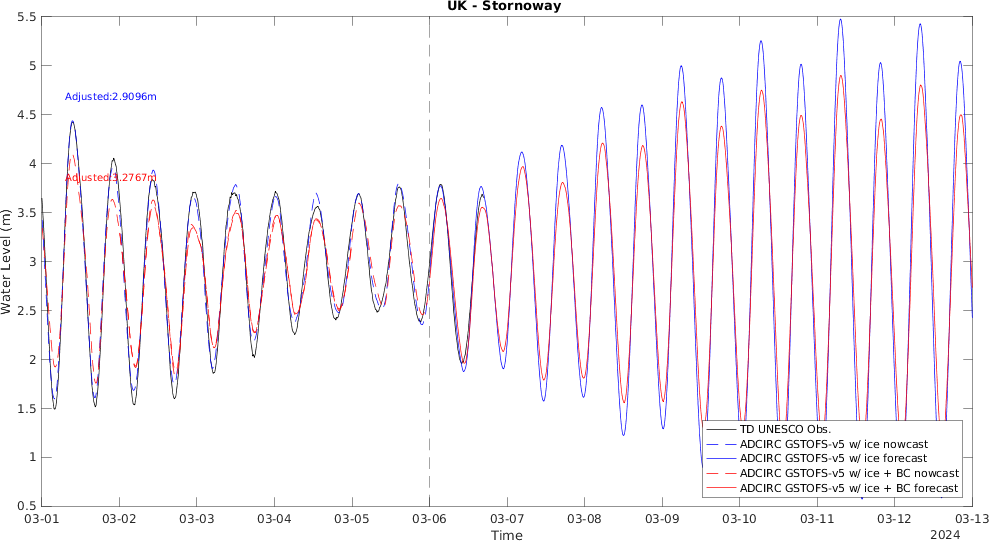 UK - Stornoway
5.5
5
4.5
4
3.5
3
2.5
2
1.5
1
0.5
Water Level (m)
Adjusted:2.9096m
Adjusted:3.2767m
TD UNESCO Obs.
ADCIRC GSTOFS-v5 w/ ice nowcast
ADCIRC GSTOFS-v5 w/ ice forecast
ADCIRC GSTOFS-v5 w/ ice + BC nowcast
ADCIRC GSTOFS-v5 w/ ice + BC forecast
03-01 03-02 03-03 03-04 03-05 03-06 03-07 03-08 03-09 03-10 03-11 03-12 03-13
Time
2024